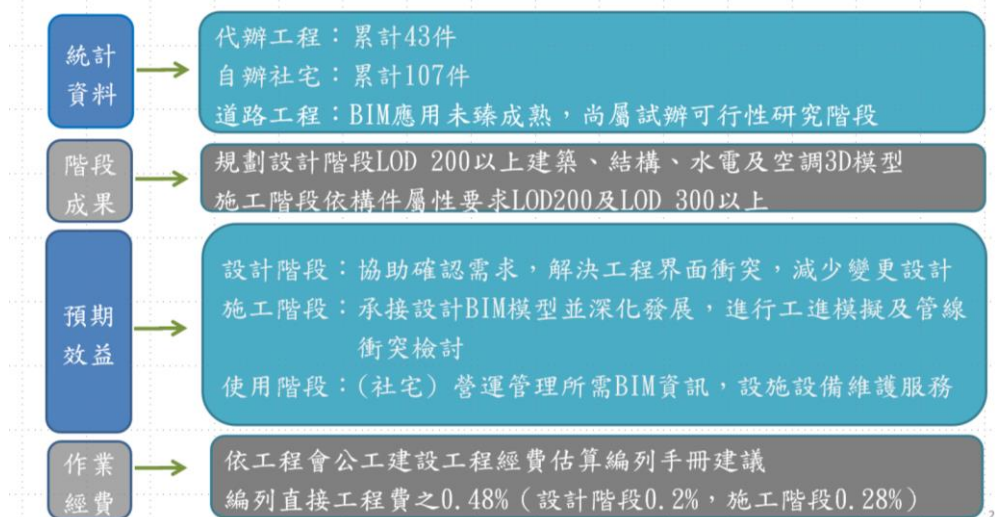 統計
資料
代辦工程：累計43件
自辦社宅：累計107件
道路工程：BIM應用未臻成熟，尚屬試辦可行性研究階段
階段
成果
規劃設計階段LOD 200以上建築、結構、水電及空調3D模型
施工階段依構件屬性要求LOD200及LOD 300以上
預期
效益
設計階段：協助確認需求，解決工程界面衝突，減少變更設計
施工階段：承接設計BIM模型並深化發展，進行工進模擬及管線
衝突檢討
使用階段：(社宅) 營運管理所需BIM資訊，設施設備維護服務
作業
經費
依工程會公工建設工程經費估算編列手冊建議
編列直接工程費之0.48%（設計階段0.2%，施工階段0.28%）
2